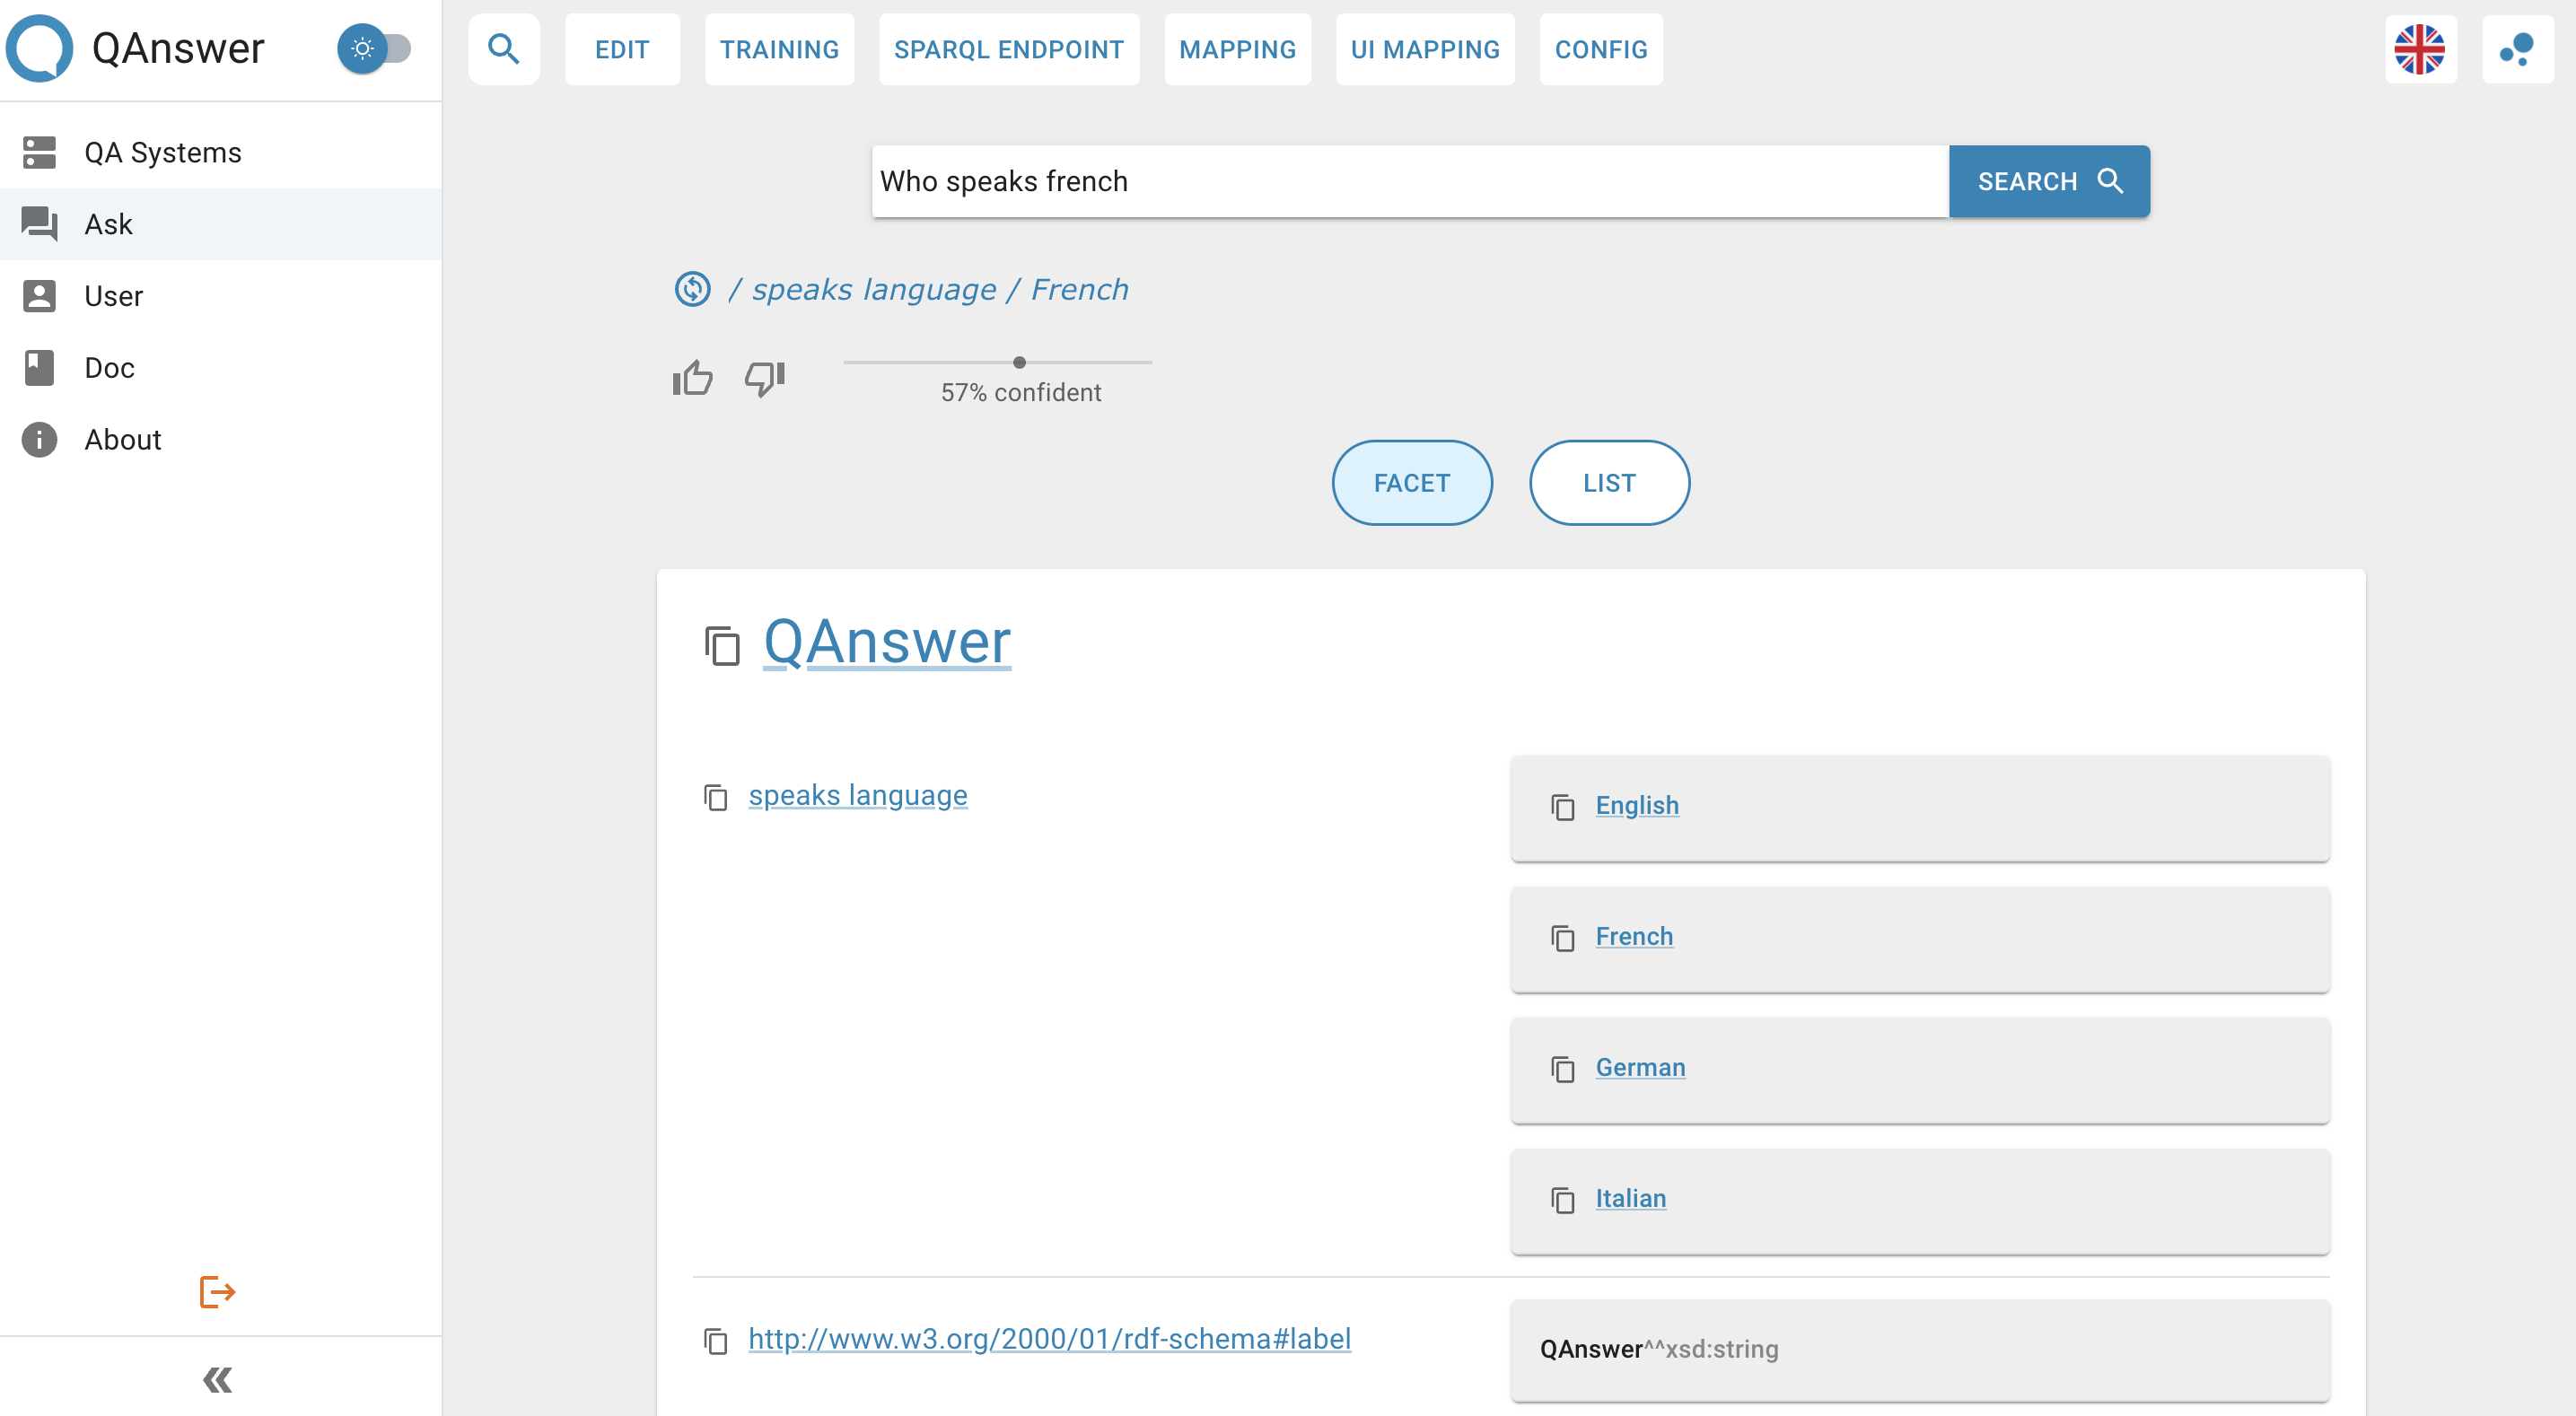 QAnswer
QA Systems
Ask
User
Doc
About
EDIT
TRAINING
SPARQL ENDPOINT
MAPPING
UI MAPPING
CONFIG
Who speaks french
SEARCH
/ speaks language / French
57% confident
FACET
LIST
QAnswer
speaks language
English
French
German
Italian
http://www.w3.org/2000/01/rdf-schema#label
QAnswer^^xsd:string